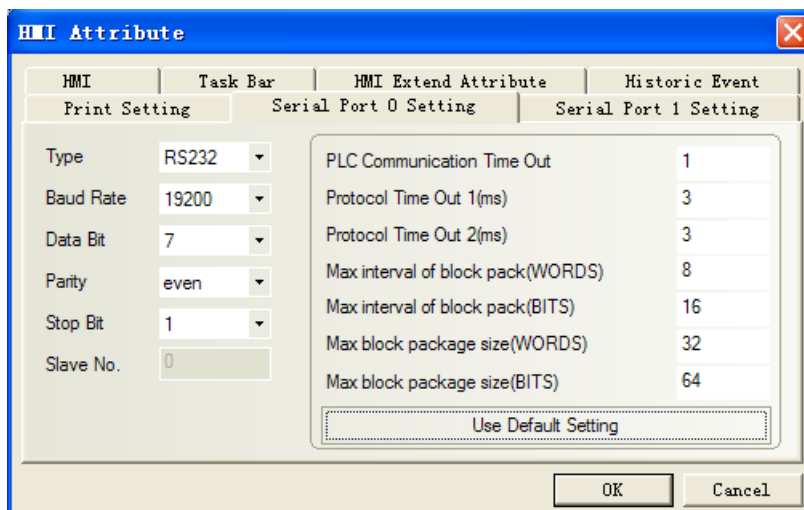 HMI Attribute
HMI
Task Bar
HMI Extend Attribute
Historic Event
Print Setting
Serial Port 0 Setting
Serial Port 1 Setting
Type RS232
Baud Rate 19200
Data Bit 7
Parity even
Stop Bit 1
Slave No. 0
PLC Communication Time Out 1
Protocol Time Out 1(ms) 3
Protocol Time Out 2(ms) 3
Max interval of block pack(WORDS) 8
Max interval of block pack(BITS) 16
Max block package size(WORDS) 32
Max block package size(BITS) 64
Use Default Setting
OK
Cancel